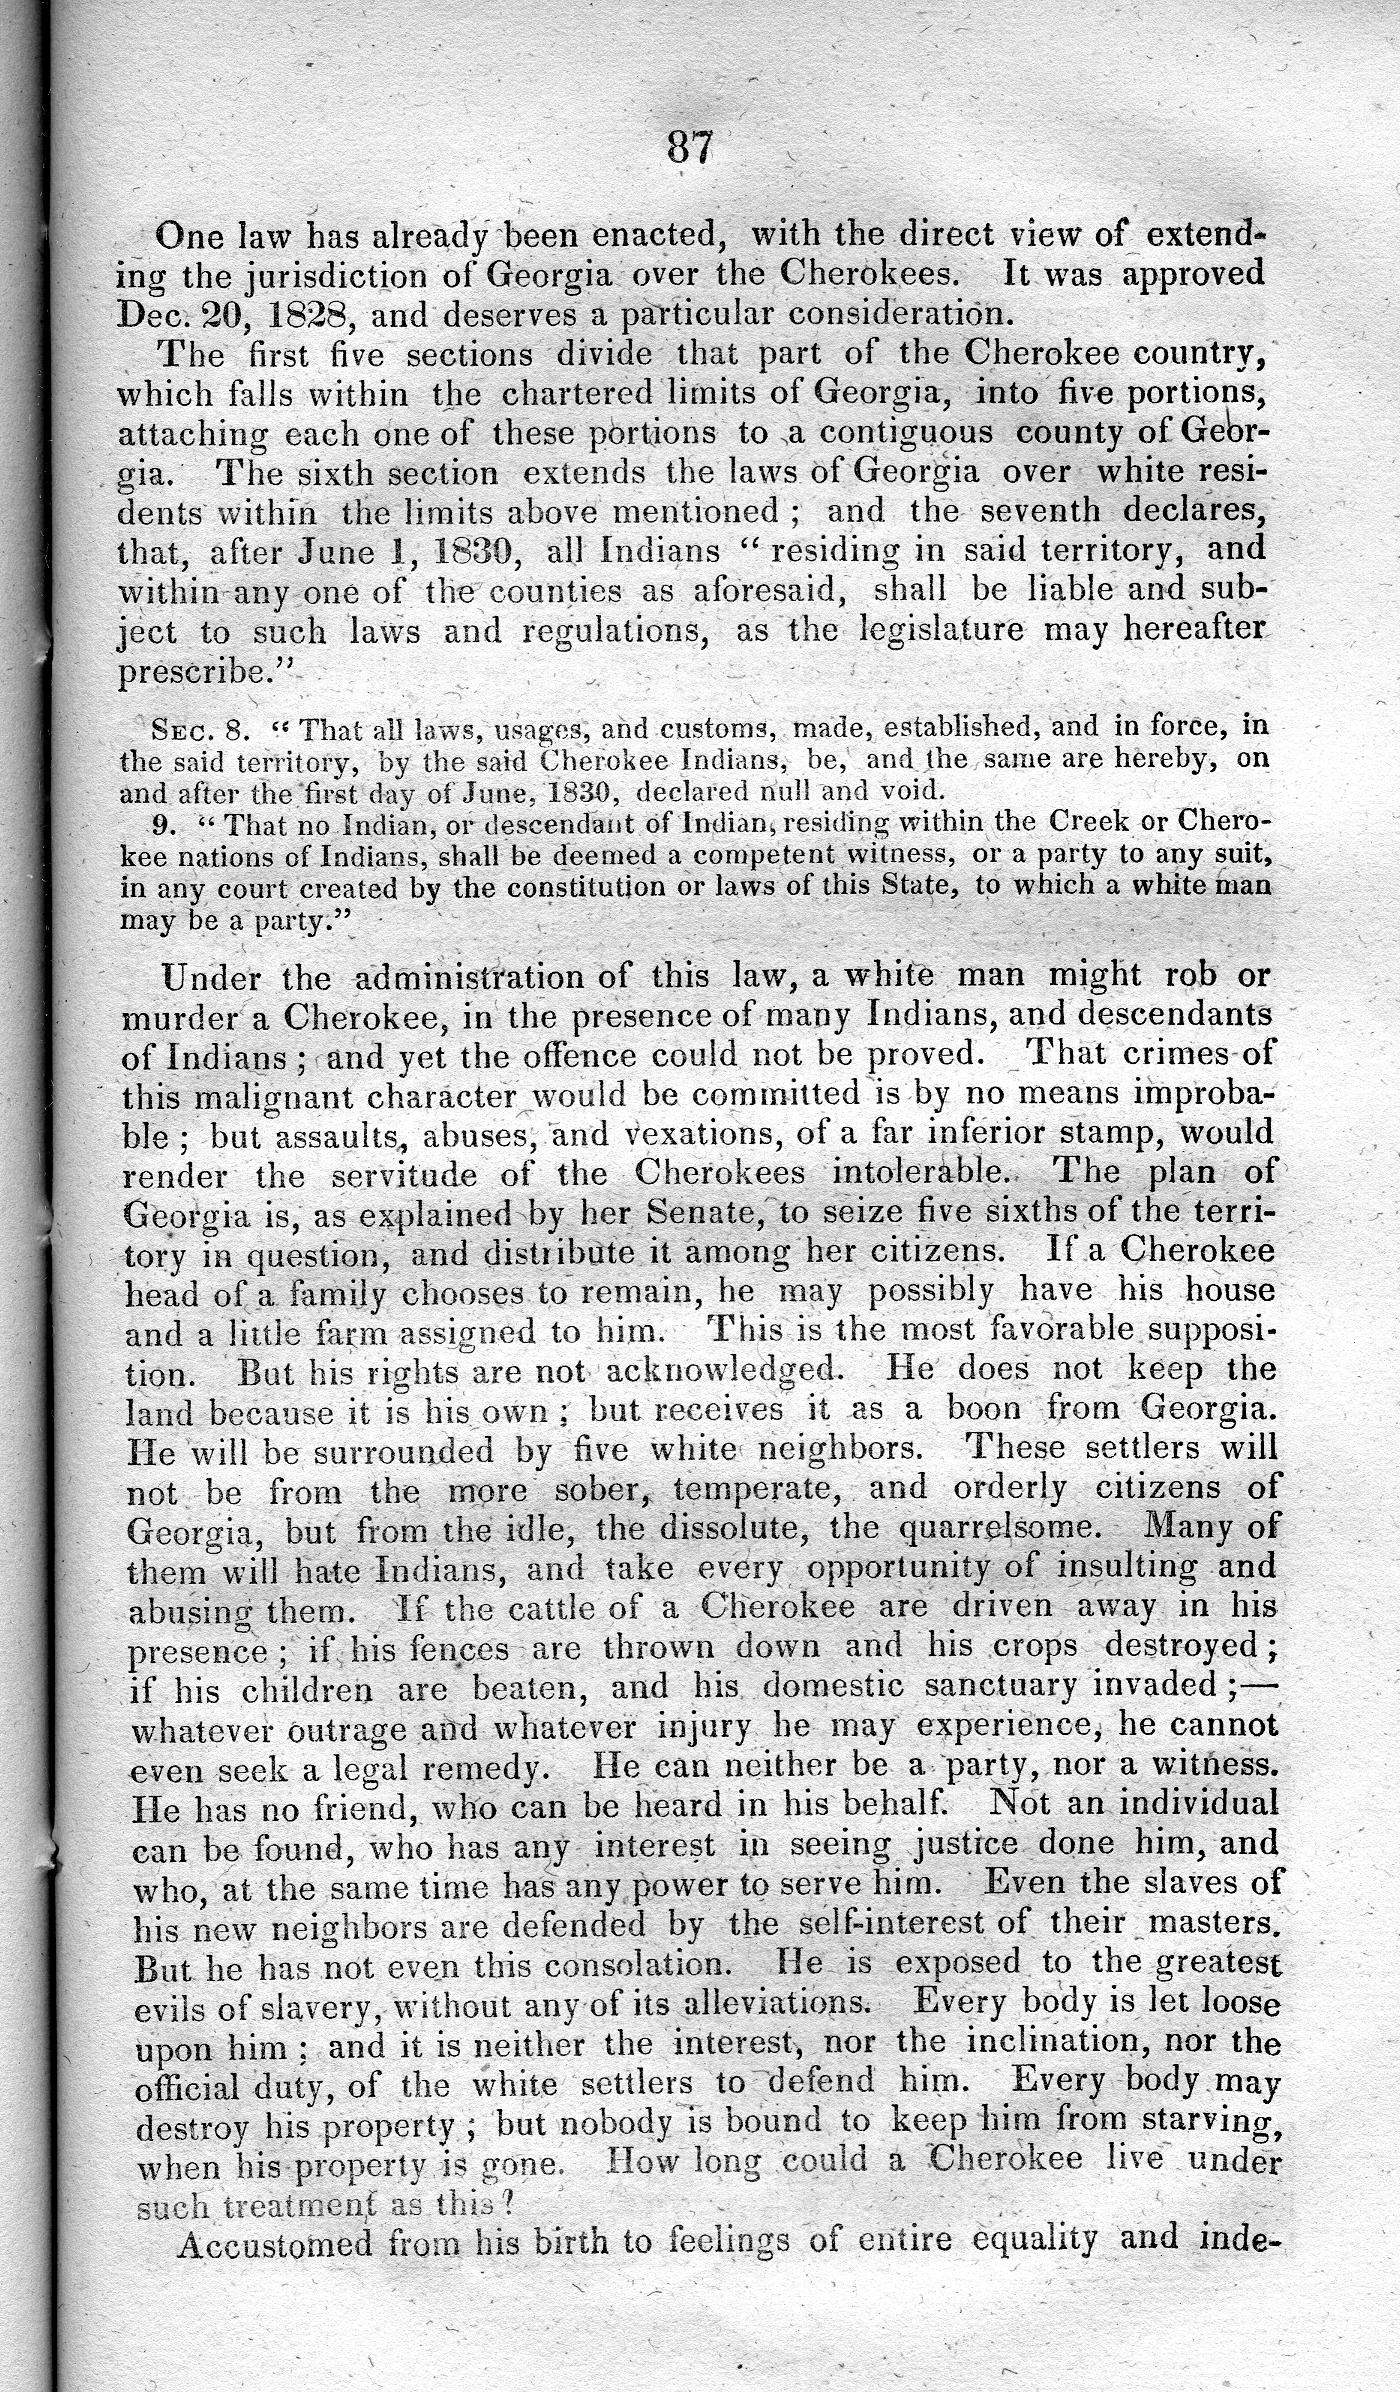 87
One law has already been enacted, with the direct view of extend-
ing the jurisdiction of Georgia over the Cherokees. It was approved
Dec. 20, 1828, and deserves a particular consideration.
The first five sections divide that part of the Cherokee country,
which falls within the chartered limits of Georgia, into five portions,
attaching each one of these portions to a contiguous county of Geor-
gia. The sixth section extends the laws of Georgia over white resi-
dents within the limits above mentioned ; and the seventh declares,
that, after June 1, 1830, all Indians “ residing in said territory, and
within any one of the counties as aforesaid, shall be liable and sub-
ject to such laws and regulations, as the legislature may hereafter
prescribe.”
SEC. 8. “ That all laws, usages, and customs, made, established, and in force, in
the said territory, by the said Cherokee Indians, be, and the same are hereby, on
and after the first day of June, 1830, declared null and void.
9. “ That no Indian, or descendant of Indian, residing within the Creek or Chero-
kee nations of Indians, shall be deemed a competent witness, or a party to any suit,
in any court created by the constitution or laws of this State, to which a white man
may be a party.”
Under the administration of this law, a white man might rob or
murder a Cherokee, in the presence of many Indians, and descendants
of Indians ; and yet the offence could not be proved. That crimes of
this malignant character would be committed is by no means improba-
ble ; but assaults, abuses, and vexations, of a far inferior stamp, would
render the servitude of the Cherokees intolerable. The plan of
Georgia is, as explained by her Senate, to seize five sixths of the terri-
tory in question, and distribute it among her citizens. If a Cherokee
head of a family chooses to remain, he may possibly have his house
and a little farm assigned to him. This is the most favorable supposi-
tion. But his rights are not acknowledged. He does not keep the
land because it is his own ; but receives it as a boon from Georgia.
He will be surrounded by five white neighbors. These settlers will
not be from the more sober, temperate, and orderly citizens of
Georgia, but from the idle, the dissolute, the quarrelsome. Many of
them will hate Indians, and take every opportunity of insulting and
abusing them. If the cattle of a Cherokee are driven away in his
presence ; if his fences are thrown down and his crops destroyed ;
if his children are beaten, and his domestic sanctuary invaded ;—
whatever outrage and whatever injury he may experience, he cannot
even seek a legal remedy. He can neither be a party, nor a witness.
He has no friend, who can be heard in his behalf. Not an individual
can be found, who has any interest in seeing justice done him, and
who, at the same time has any power to serve him. Even the slaves of
his new neighbors are defended by the self-interest of their masters.
But he has not even this consolation. He is exposed to the greatest
evils of slavery, without any of its alleviations. Every body is let loose
upon him ; and it is neither the interest, nor the inclination, nor the
official duty, of the white settlers to defend him. Every body may
destroy his property ; but nobody is bound to keep him from starving,
when his property is gone. How long could a Cherokee live under
such treatment as this ?
Accustomed from his birth to feelings of entire equality and inde-